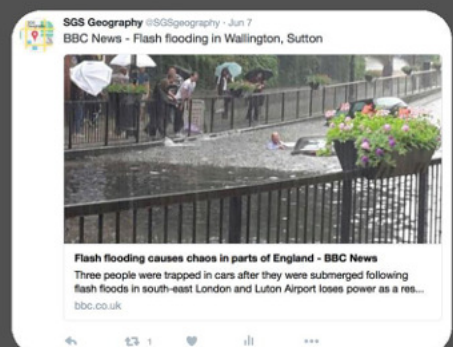 SGS Geography @SGSgeography · Jun 7
BBC News - Flash flooding in Wallington, Sutton
Flash flooding causes chaos in parts of England - BBC News
Three people were trapped in cars after they were submerged following
flash floods in south-east London and Luton Airport loses power as a res...
bbc.co.uk
1